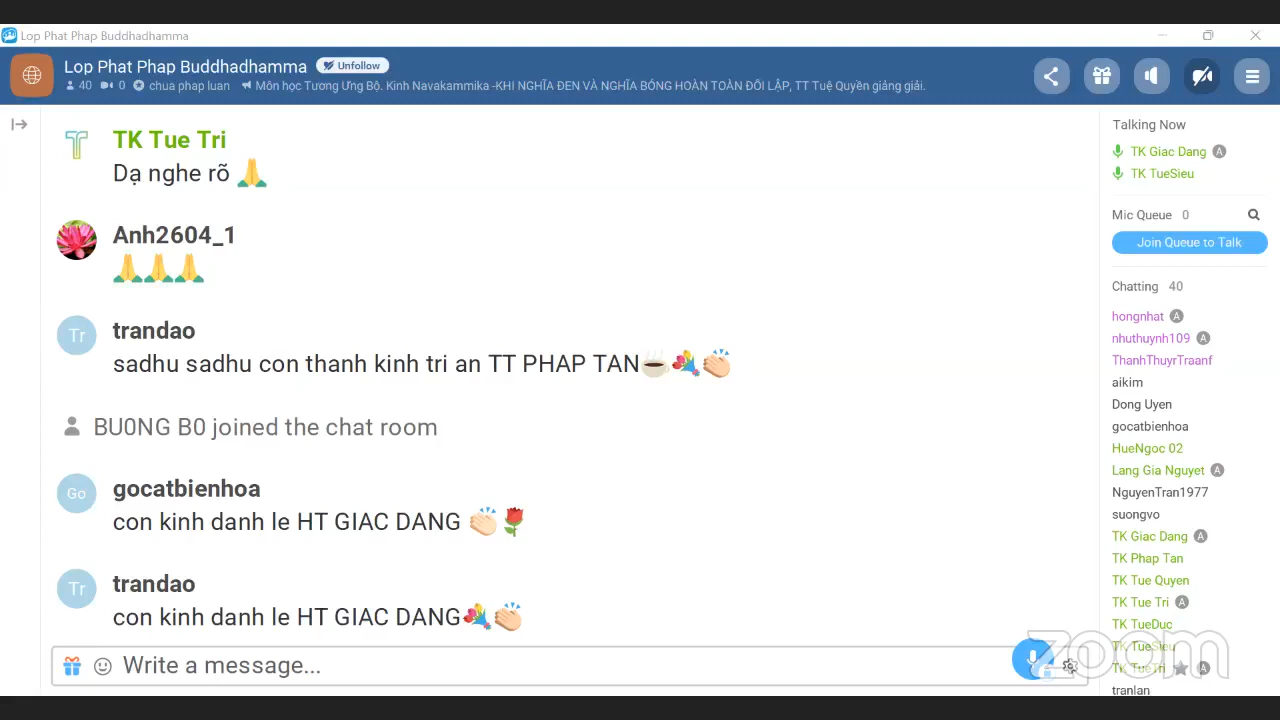 Lop Phat Phap Buddhadhamma
Lop Phat Phap Buddhadhamma Unfollow
40 0 chua phap luan Môn học Tương Ưng Bộ. Kinh Navakammika -KHI NGHĨA ĐEN VÀ NGHĨA BÓNG HOÀN TOÀN ĐỐI LẬP, TT Tuệ Quyền giảng giải.
TK Tue Tri
Dạ nghe rõ 🙏
Anh2604_1
🙏🙏🙏
Tr trandao
sadhu sadhu con thanh kinh tri an TT PHAP TAN☕💐👏🏻
BU0NG B0 joined the chat room
Go gocatbienhoa
con kinh danh le HT GIAC DANG 👏🏻🌹
Tr trandao
con kinh danh le HT GIAC DANG💐👏🏻
Write a message...
Talking Now
TK Giac Dang A
TK TueSieu
Mic Queue 0
Join Queue to Talk
Chatting 40
hongnhat A
nhuthuynh109 A
ThanhThuyrTraanf
aikim
Dong Uyen
gocatbienhoa
HueNgoc 02
Lang Gia Nguyet A
NguyenTran1977
suongvo
TK Giac Dang A
TK Phap Tan
TK Tue Quyen
TK Tue Tri A
TK TueDuc
TK TueSieu
TK TueTri A
tranlan
zoom